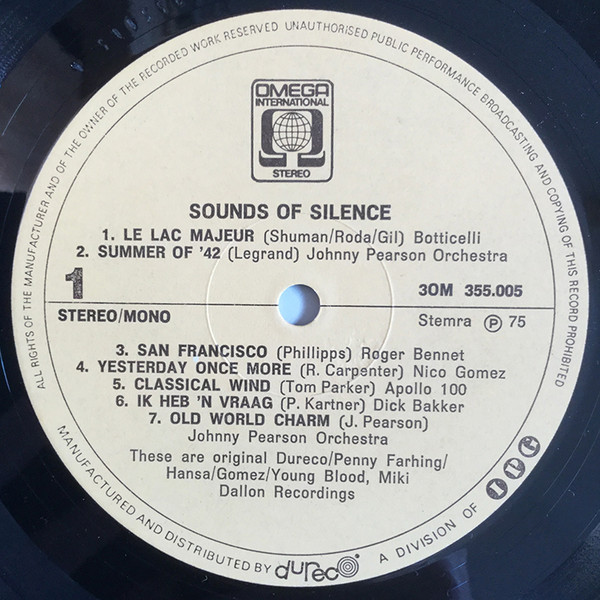 ALL RIGHTS OF THE MANUFACTURER AND OF THE OWNER OF THE RECORDED WORK RESERVED UNAUTHORISED PUBLIC PERFORMANCE BROADCASTING AND COPYING OF THIS RECORD PROHIBITED
OMEGA
INTERNATIONAL
STEREO
SOUNDS OF SILENCE
1. LE LAC MAJEUR (Shuman/Roda/Gil) Botticelli
2. SUMMER OF '42 (Legrand) Johnny Pearson Orchestra
1
3OM 355.005
STEREO/MONO
Stemra Ⓟ 75
3. SAN FRANCISCO (Phillipps) Roger Bennet
4. YESTERDAY ONCE MORE (R. Carpenter) Nico Gomez
5. CLASSICAL WIND (Tom Parker) Apollo 100
6. IK HEB 'N VRAAG (P. Kartner) Dick Bakker
7. OLD WORLD CHARM (J. Pearson)
Johnny Pearson Orchestra
These are original Dureco/Penny Farhing/
Hansa/Gomez/Young Blood, Miki
Dallon Recordings
MANUFACTURED AND DISTRIBUTED BY dureco A DIVISION OF IPG